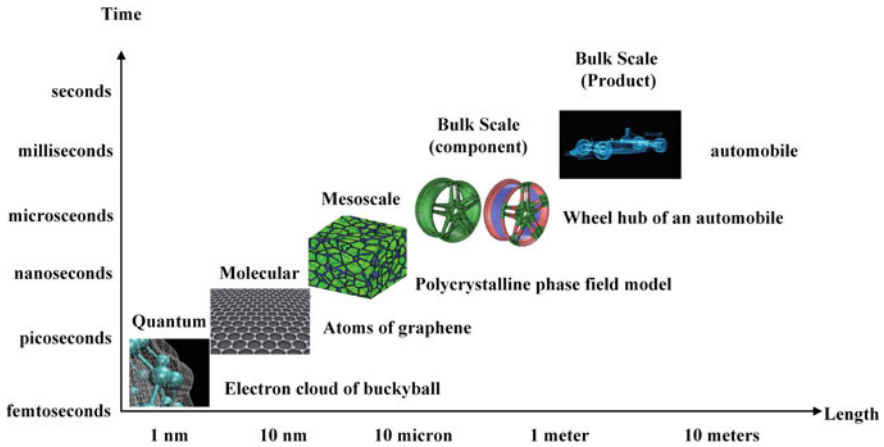 Time
Bulk Scale
(Product)
seconds
Bulk Scale
(component)
milliseconds
automobile
Mesoscale
microsceonds
Wheel hub of an automobile
Molecular
nanoseconds
Polycrystalline phase field model
Quantum
Atoms of graphene
picoseconds
Electron cloud of buckyball
femtoseconds
Length
1 nm 10 nm 10 micron 1 meter 10 meters